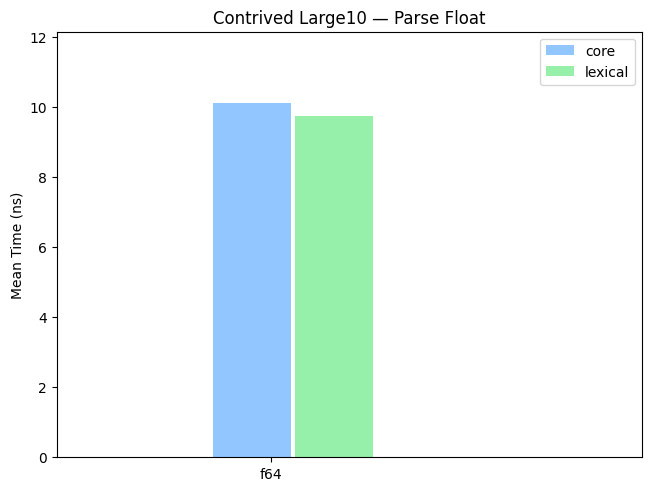 Contrived Large10 — Parse Float
12
10
8
6
4
2
0
Mean Time (ns)
core
lexical
f64